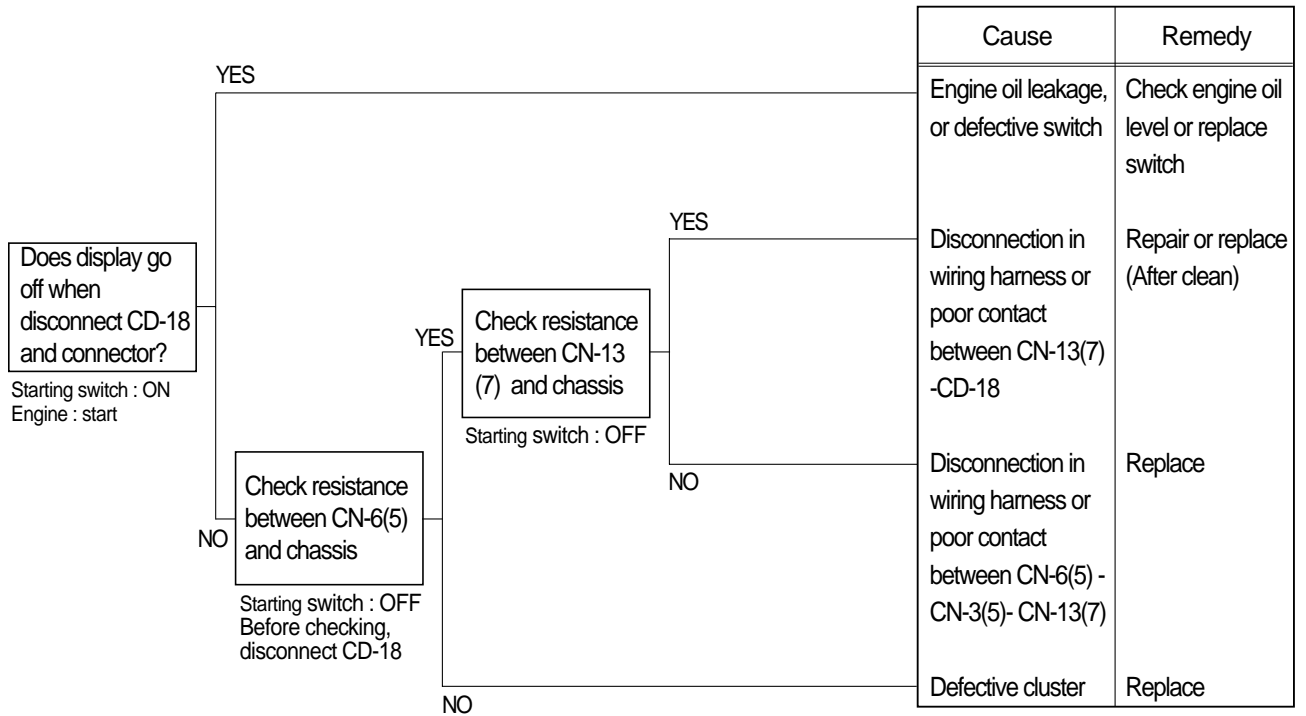 Cause
Remedy
YES
Engine oil leakage,
or defective switch
Check engine oil
level or replace
switch
Does display go
off when
disconnect CD-18
and connector?
Starting switch : ON
Engine : start
YES
Disconnection in
wiring harness or
poor contact
between CN-13(7)
-CD-18
Repair or replace
(After clean)
YES
Check resistance
between CN-13
(7) and chassis
Starting switch : OFF
NO
Disconnection in
wiring harness or
poor contact
between CN-6(5) -
CN-3(5)- CN-13(7)
Replace
NO
Check resistance
between CN-6(5)
and chassis
Starting switch : OFF
Before checking,
disconnect CD-18
NO
Defective cluster
Replace